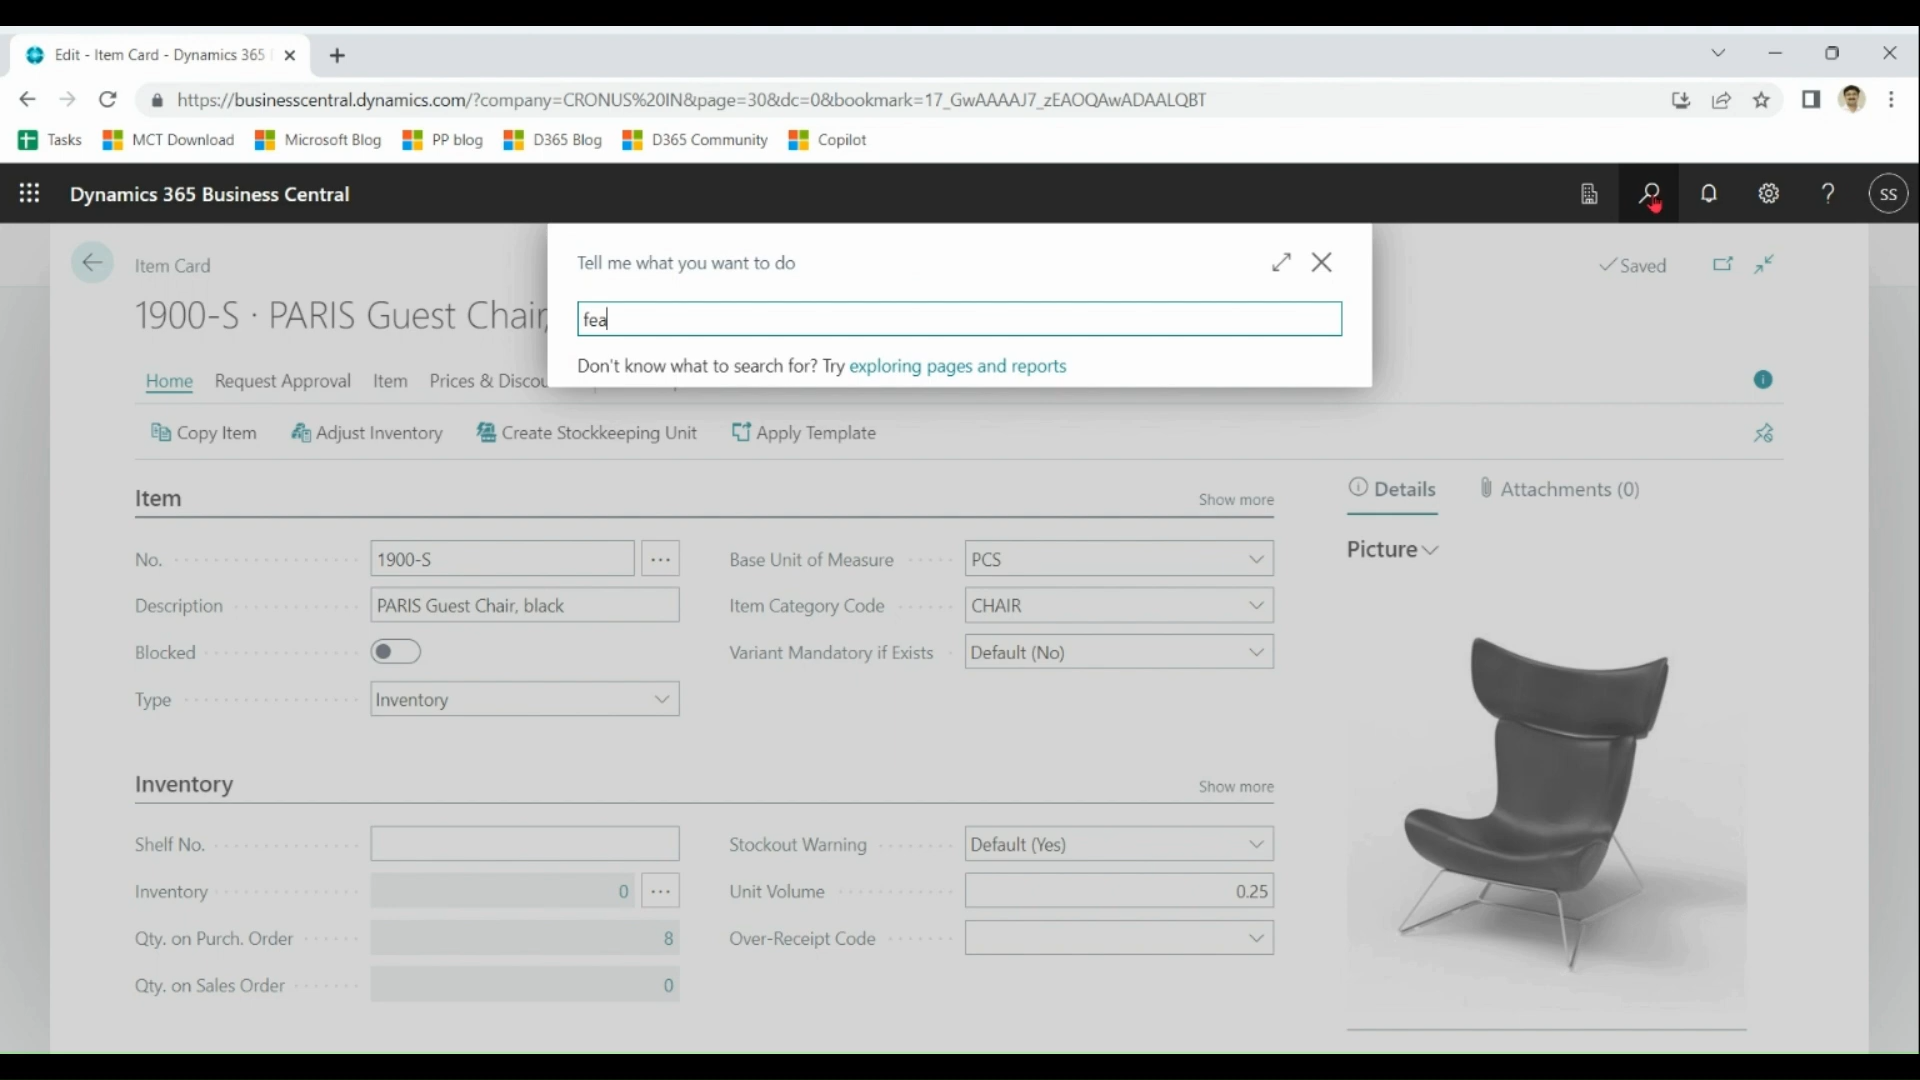 Edit - Item Card - Dynamics 365
https://businesscentral.dynamics.com/?company=CRONUS%20IN&page=30&dc=0&bookmark=17_GwAAAAJ7_zEAOQAwADAALQBT
Tasks MCT Download Microsoft Blog PP blog D365 Blog D365 Community Copilot
Dynamics 365 Business Central
SS
Tell me what you want to do
fea
Don't know what to search for? Try exploring pages and reports
Item Card
Saved
1900-S · PARIS Guest Chair,
Home Request Approval Item Prices & Discou
Copy Item Adjust Inventory Create Stockkeeping Unit Apply Template
Item Show more
No. 1900-S
Description PARIS Guest Chair, black
Blocked
Type Inventory
Base Unit of Measure PCS
Item Category Code CHAIR
Variant Mandatory if Exists Default (No)
Inventory Show more
Shelf No.
Inventory 0
Qty. on Purch. Order 8
Qty. on Sales Order 0
Stockout Warning Default (Yes)
Unit Volume 0.25
Over-Receipt Code
Details Attachments (0)
Picture